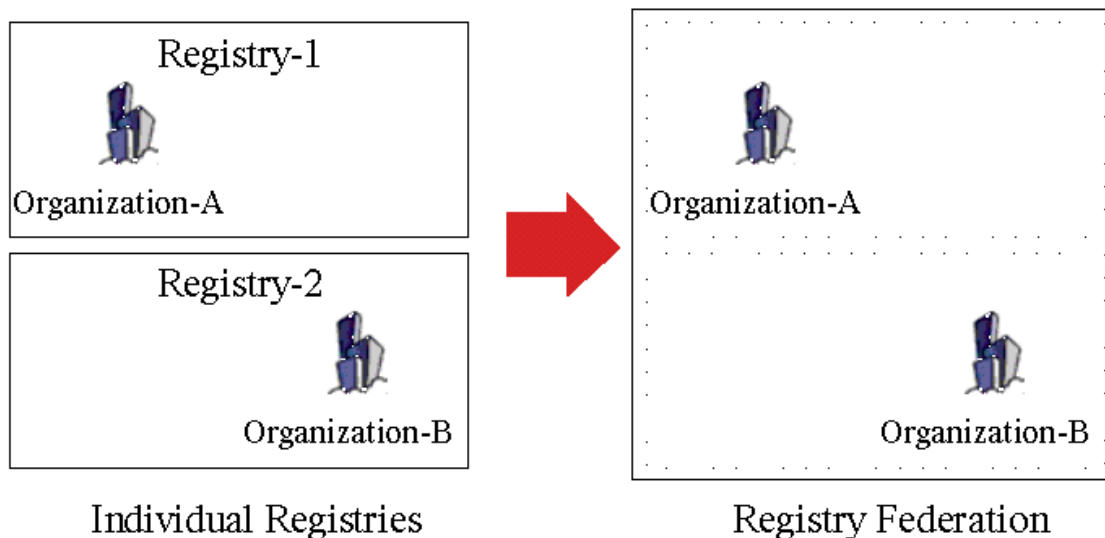 Registry-1
Organization-A
Registry-2
Organization-B
Individual Registries
Organization-A
Organization-B
Registry Federation